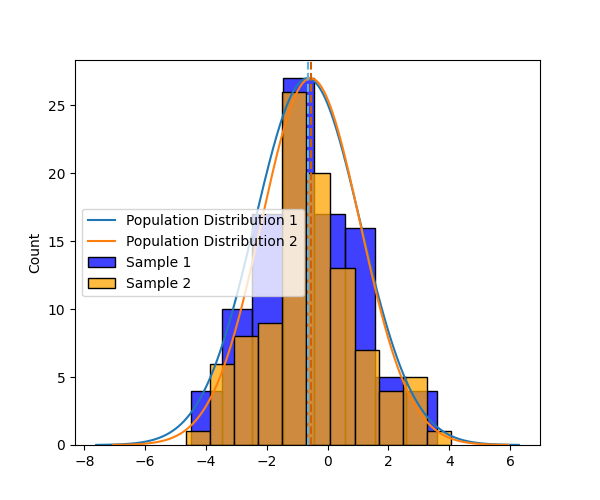 25
20
15
10
5
0
Count
Population Distribution 1
Population Distribution 2
Sample 1
Sample 2
−8 −6 −4 −2 0 2 4 6